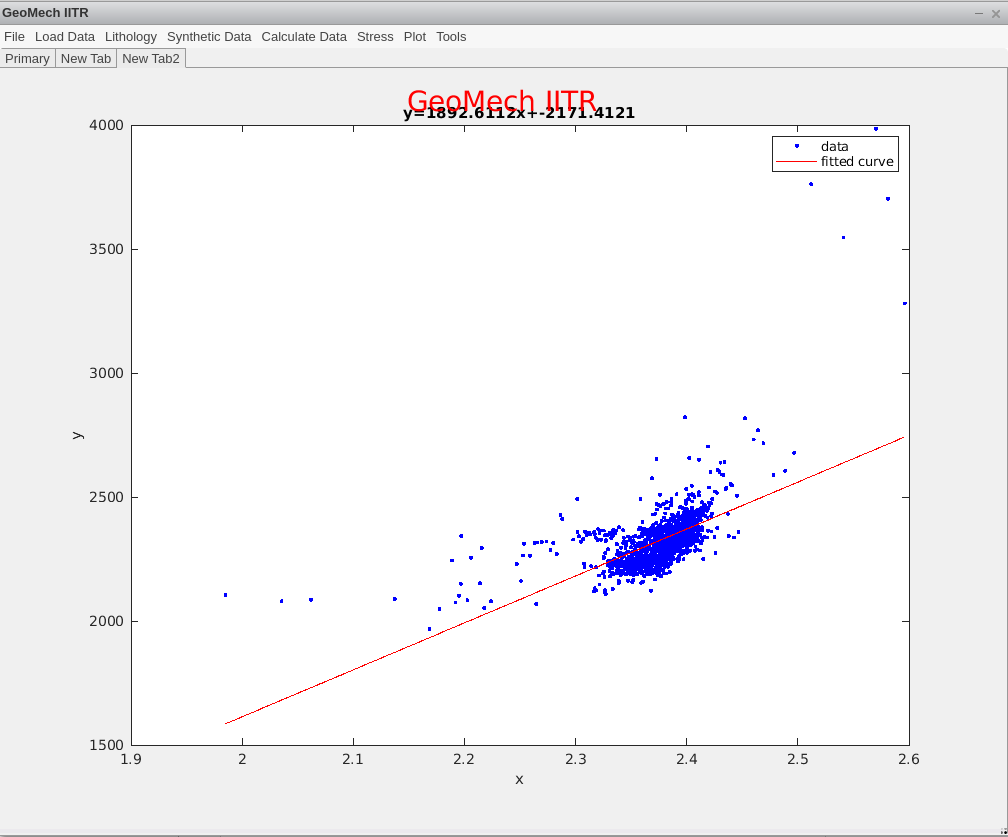 GeoMech IITR
File Load Data Lithology Synthetic Data Calculate Data Stress Plot Tools
Primary New Tab New Tab2
GeoMech IITR
y=1892.6112x+-2171.4121
data
fitted curve
4000
3500
3000
2500
2000
1500
y
1.9 2 2.1 2.2 2.3 2.4 2.5 2.6
x